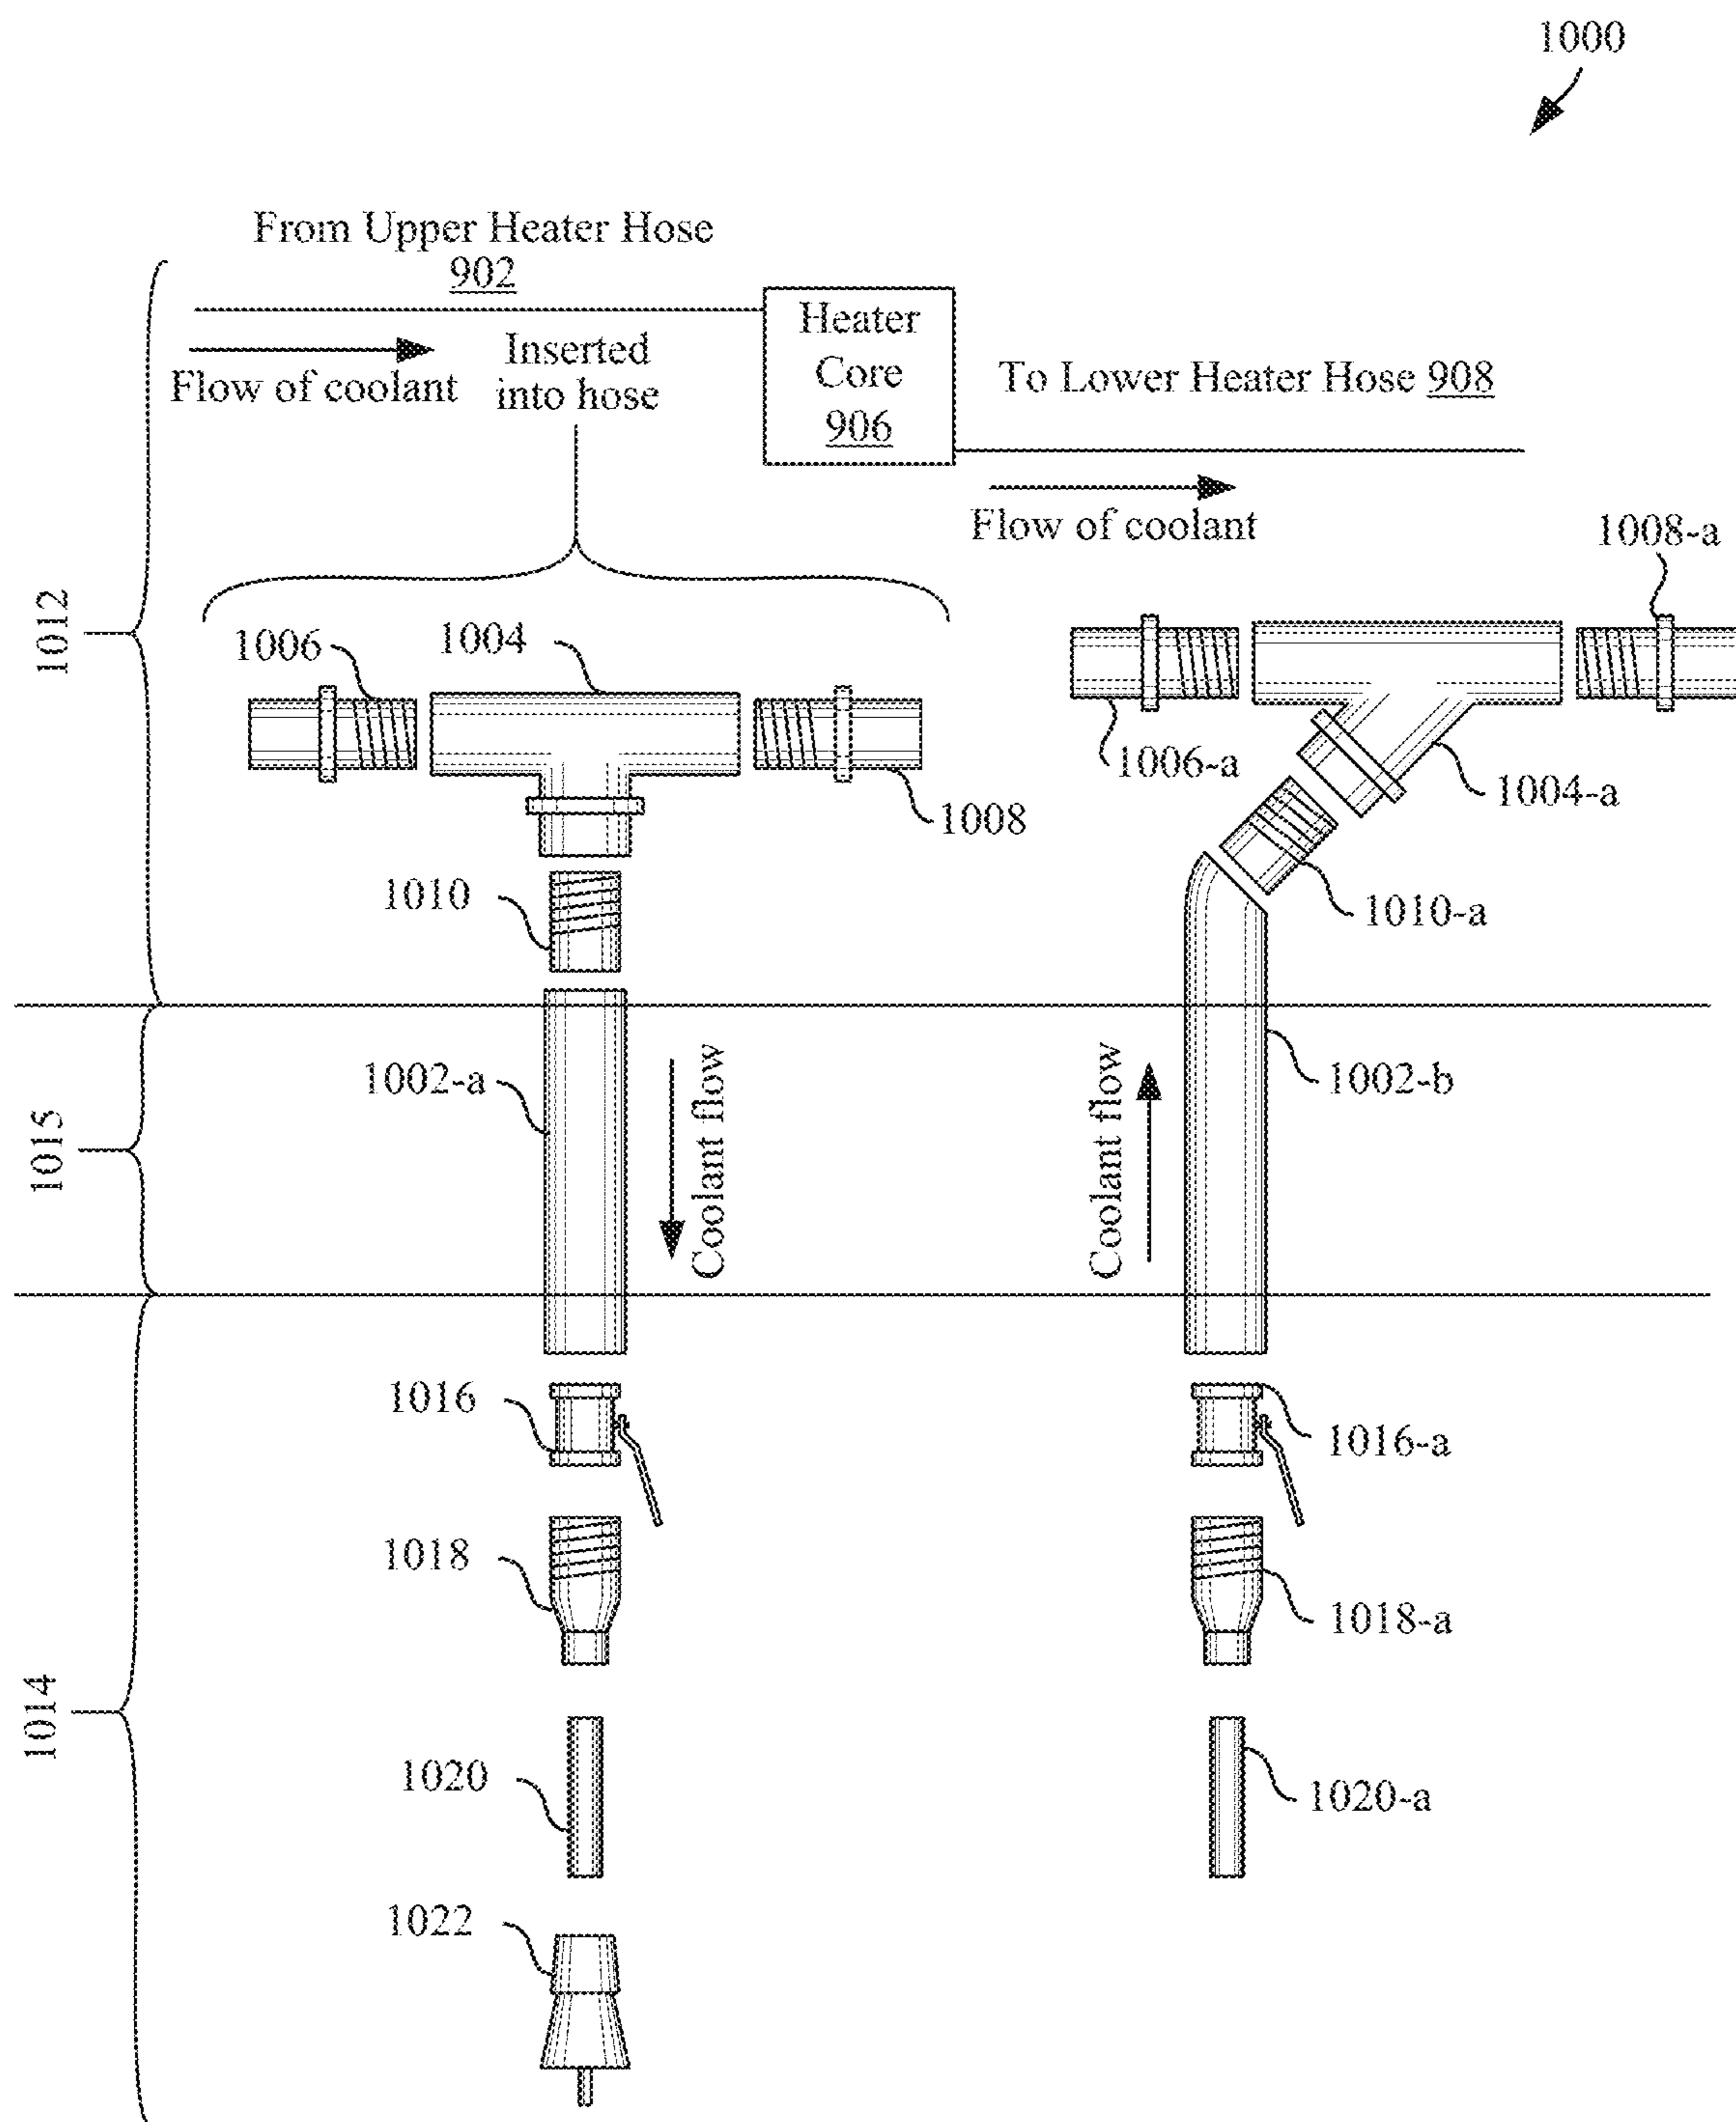 1000
From Upper Heater Hose
902
Flow of coolant
Inserted
into hose
Heater
Core
906
To Lower Heater Hose 908
Flow of coolant
1012
1006
1004
1008
1010
1006-a
1008-a
1004-a
1010-a
1015
1002-a
Coolant flow
Coolant flow
1002-b
1014
1016
1016-a
1018
1018-a
1020
1020-a
1022